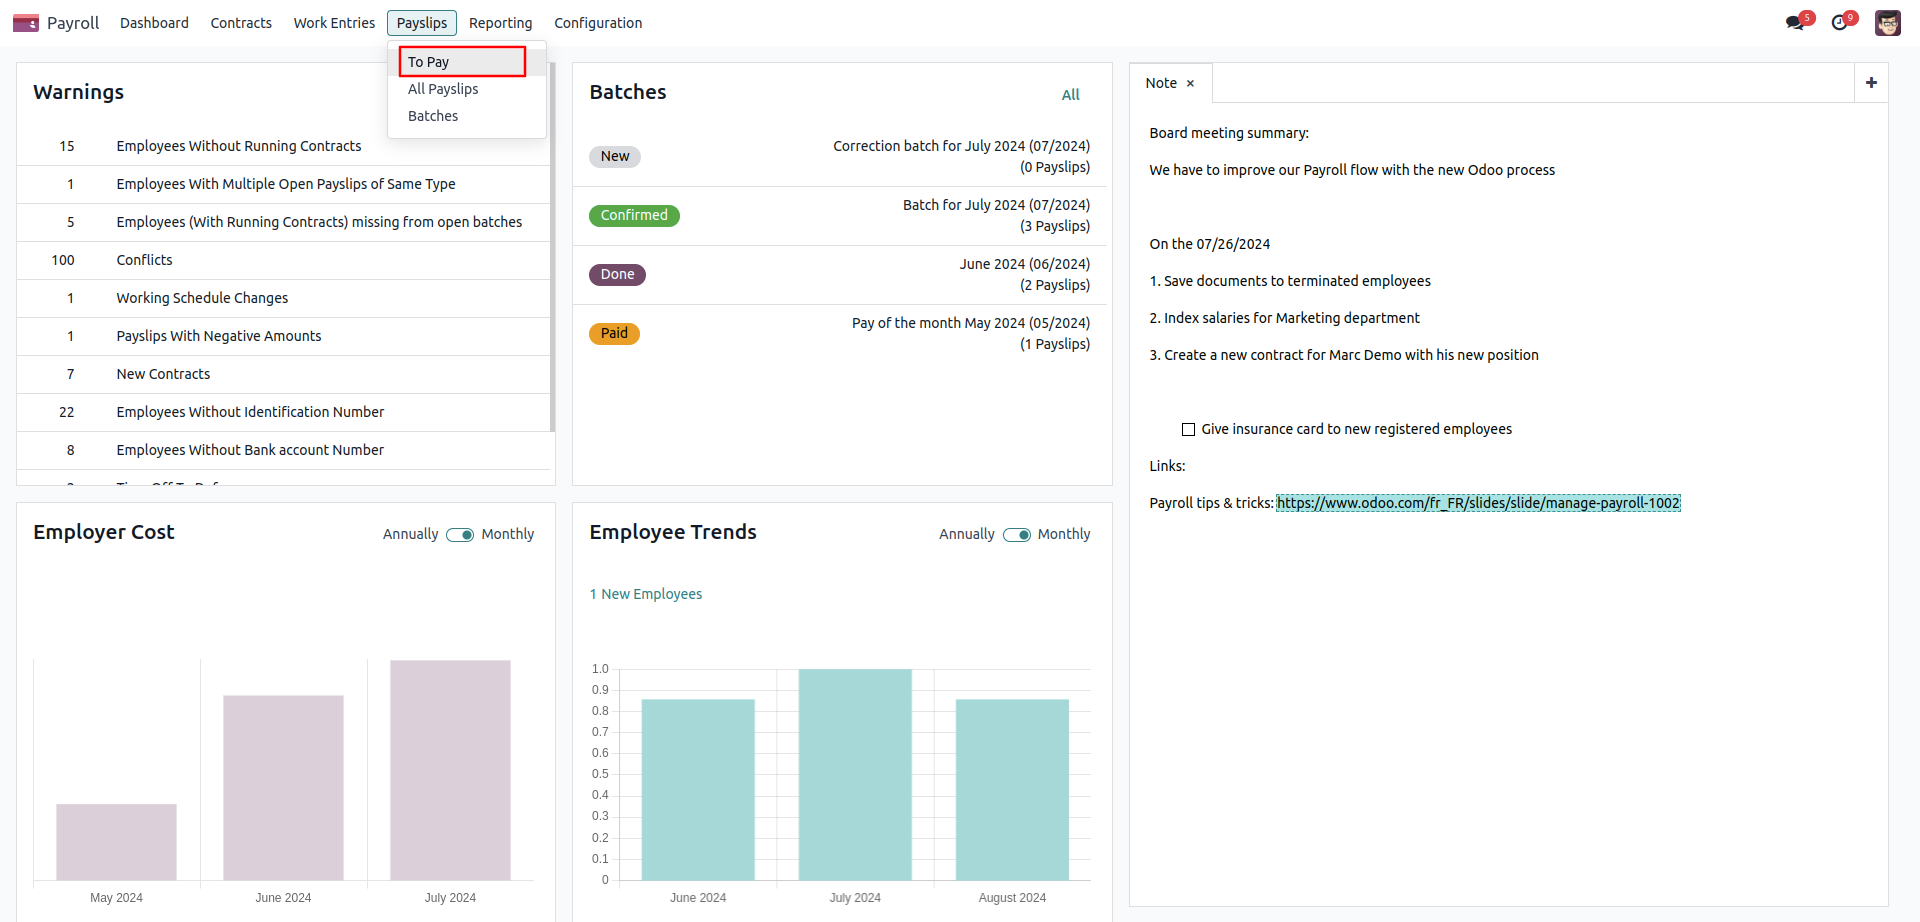 Payroll Dashboard Contracts Work Entries Payslips Reporting Configuration 5 9
To Pay
All Payslips
Batches
Warnings
15 Employees Without Running Contracts
1 Employees With Multiple Open Payslips of Same Type
5 Employees (With Running Contracts) missing from open batches
100 Conflicts
1 Working Schedule Changes
1 Payslips With Negative Amounts
7 New Contracts
22 Employees Without Identification Number
8 Employees Without Bank account Number
Batches All
New Correction batch for July 2024 (07/2024)
(0 Payslips)
Confirmed Batch for July 2024 (07/2024)
(3 Payslips)
Done June 2024 (06/2024)
(2 Payslips)
Paid Pay of the month May 2024 (05/2024)
(1 Payslips)
Note × +
Board meeting summary:
We have to improve our Payroll flow with the new Odoo process
On the 07/26/2024
1. Save documents to terminated employees
2. Index salaries for Marketing department
3. Create a new contract for Marc Demo with his new position
Give insurance card to new registered employees
Links:
Payroll tips & tricks: https://www.odoo.com/fr_FR/slides/slide/manage-payroll-1002
Employer Cost Annually Monthly
May 2024 June 2024 July 2024
Employee Trends Annually Monthly
1 New Employees
1.0
0.9
0.8
0.7
0.6
0.5
0.4
0.3
0.2
0.1
0
June 2024 July 2024 August 2024